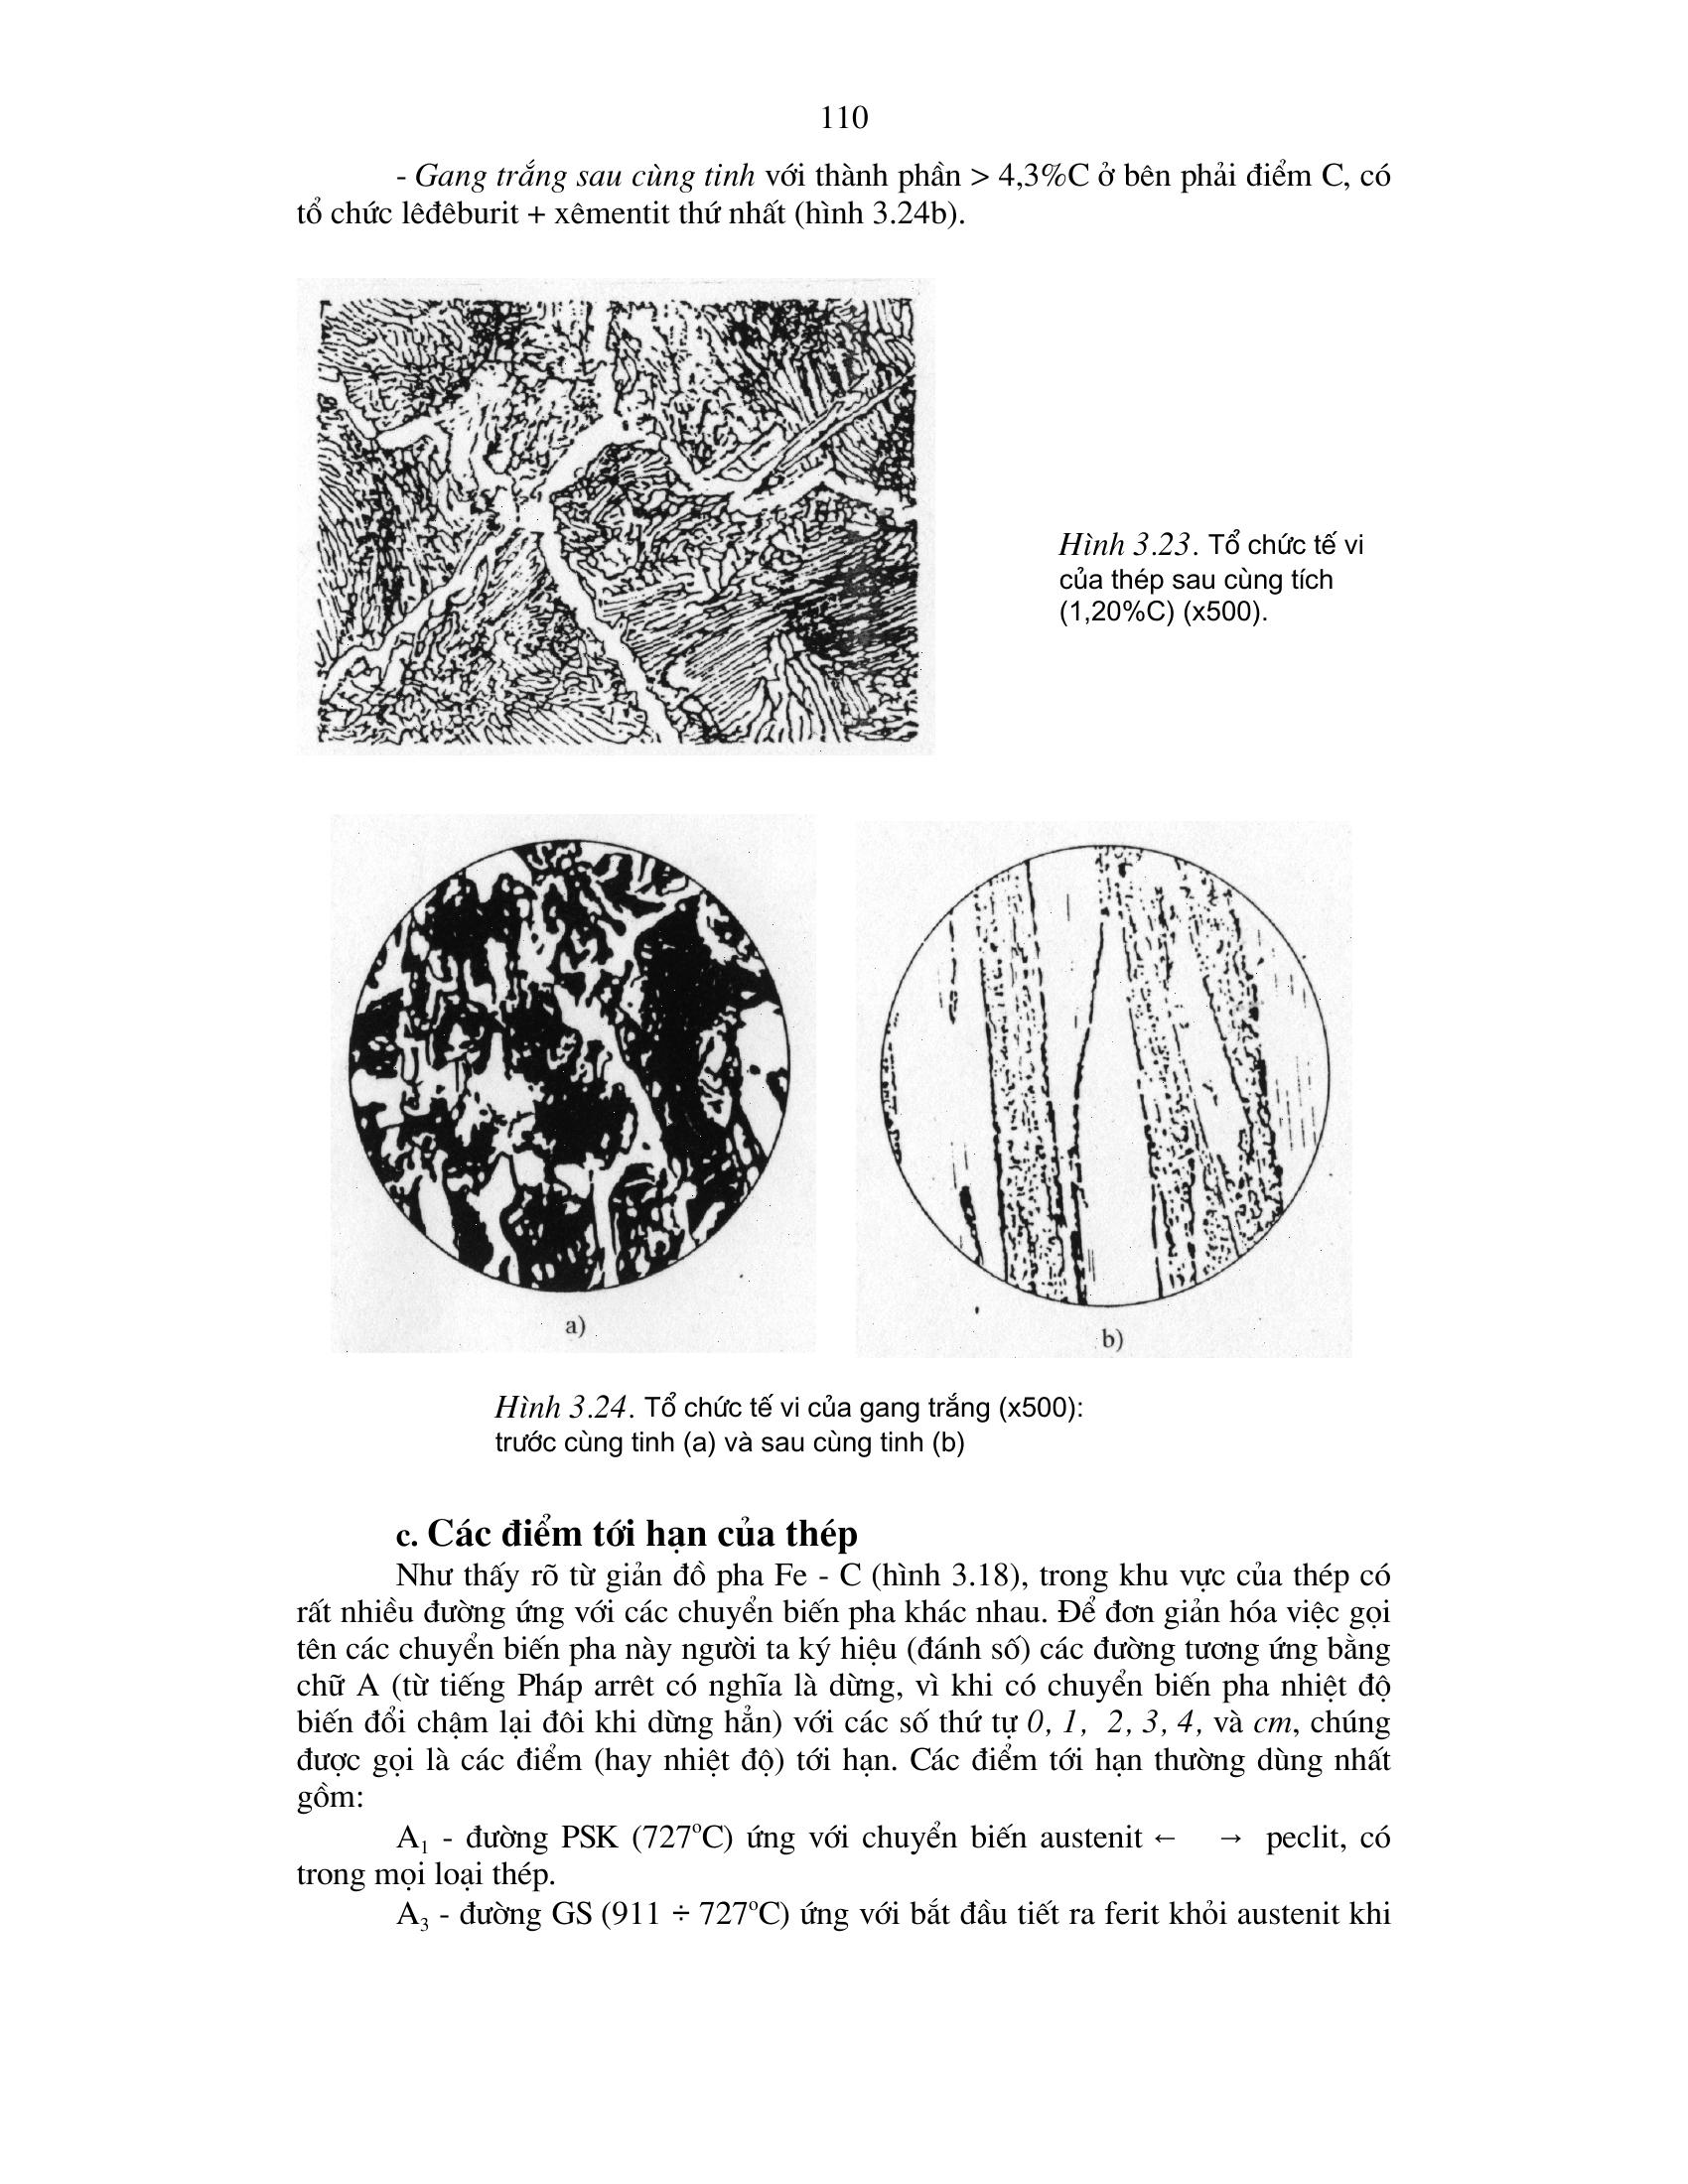 110
- Gang trắng sau cùng tinh với thành phần > 4,3%C ở bên phải điểm C, có
tổ chức lêđêburit + xêmentit thứ nhất (hình 3.24b).
Hình 3.23. Tổ chức tế vi
của thép sau cùng tích
(1,20%C) (x500).
a)
b)
Hình 3.24. Tổ chức tế vi của gang trắng (x500):
trước cùng tinh (a) và sau cùng tinh (b)
c. Các điểm tới hạn của thép
Như thấy rõ từ giản đồ pha Fe - C (hình 3.18), trong khu vực của thép có
rất nhiều đường ứng với các chuyển biến pha khác nhau. Để đơn giản hóa việc gọi
tên các chuyển biến pha này người ta ký hiệu (đánh số) các đường tương ứng bằng
chữ A (từ tiếng Pháp arrêt có nghĩa là dừng, vì khi có chuyển biến pha nhiệt độ
biến đổi chậm lại đôi khi dừng hẳn) với các số thứ tự 0, 1, 2, 3, 4, và cm, chúng
được gọi là các điểm (hay nhiệt độ) tới hạn. Các điểm tới hạn thường dùng nhất
gồm:
A₁ - đường PSK (727ºC) ứng với chuyển biến austenit ← → peclit, có
trong mọi loại thép.
A₃ - đường GS (911 ÷ 727ºC) ứng với bắt đầu tiết ra ferit khỏi austenit khi